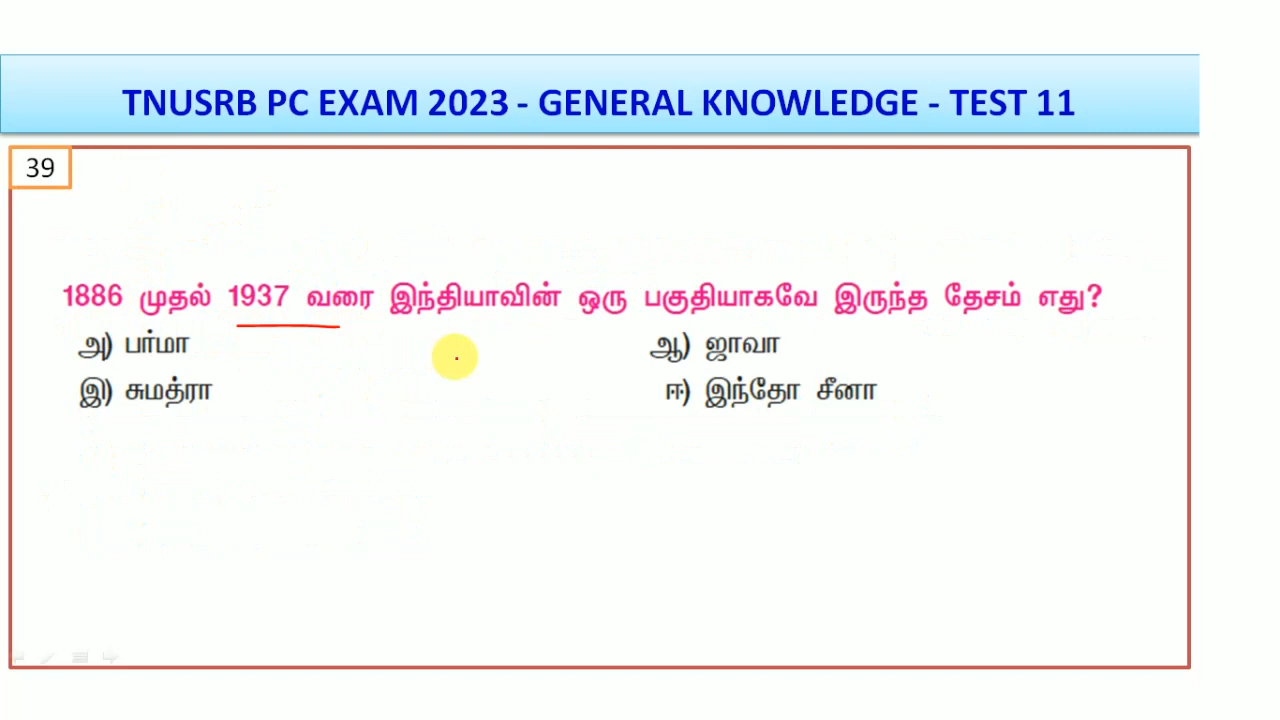 TNUSRB PC EXAM 2023 - GENERAL KNOWLEDGE - TEST 11
39
1886 முதல் 1937 வரை இந்தியாவின் ஒரு பகுதியாகவே இருந்த தேசம் எது?
அ) பர்மா ஆ) ஜாவா
இ) சுமத்ரா ஈ) இந்தோ சீனா